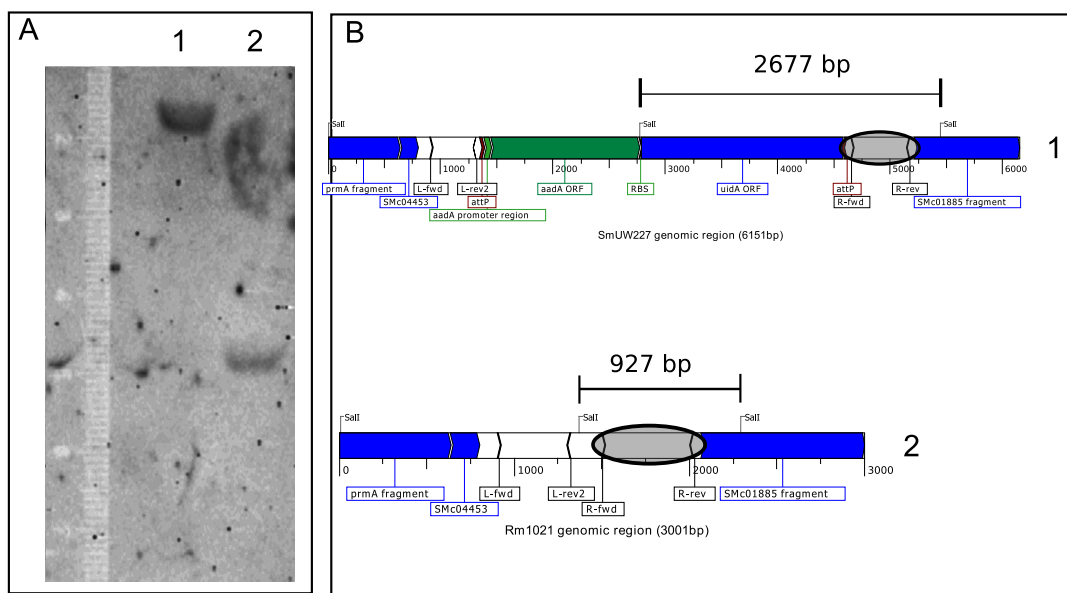 A
1
2
B
2677 bp
SalI
SalI
SalI
1
0
1000
2000
3000
4000
5000
6000
prmA fragment
L-fwd
L-rev2
aadA ORF
RBS
uidA ORF
attP
R-rev
SMc04453
attP
R-fwd
SMc01885 fragment
aadA promoter region
SmUW227 genomic region (6151bp)
927 bp
SalI
SalI
SalI
2
0
1000
2000
3000
prmA fragment
L-fwd
L-rev2
R-rev
SMc01885 fragment
SMc04453
R-fwd
Rm1021 genomic region (3001bp)